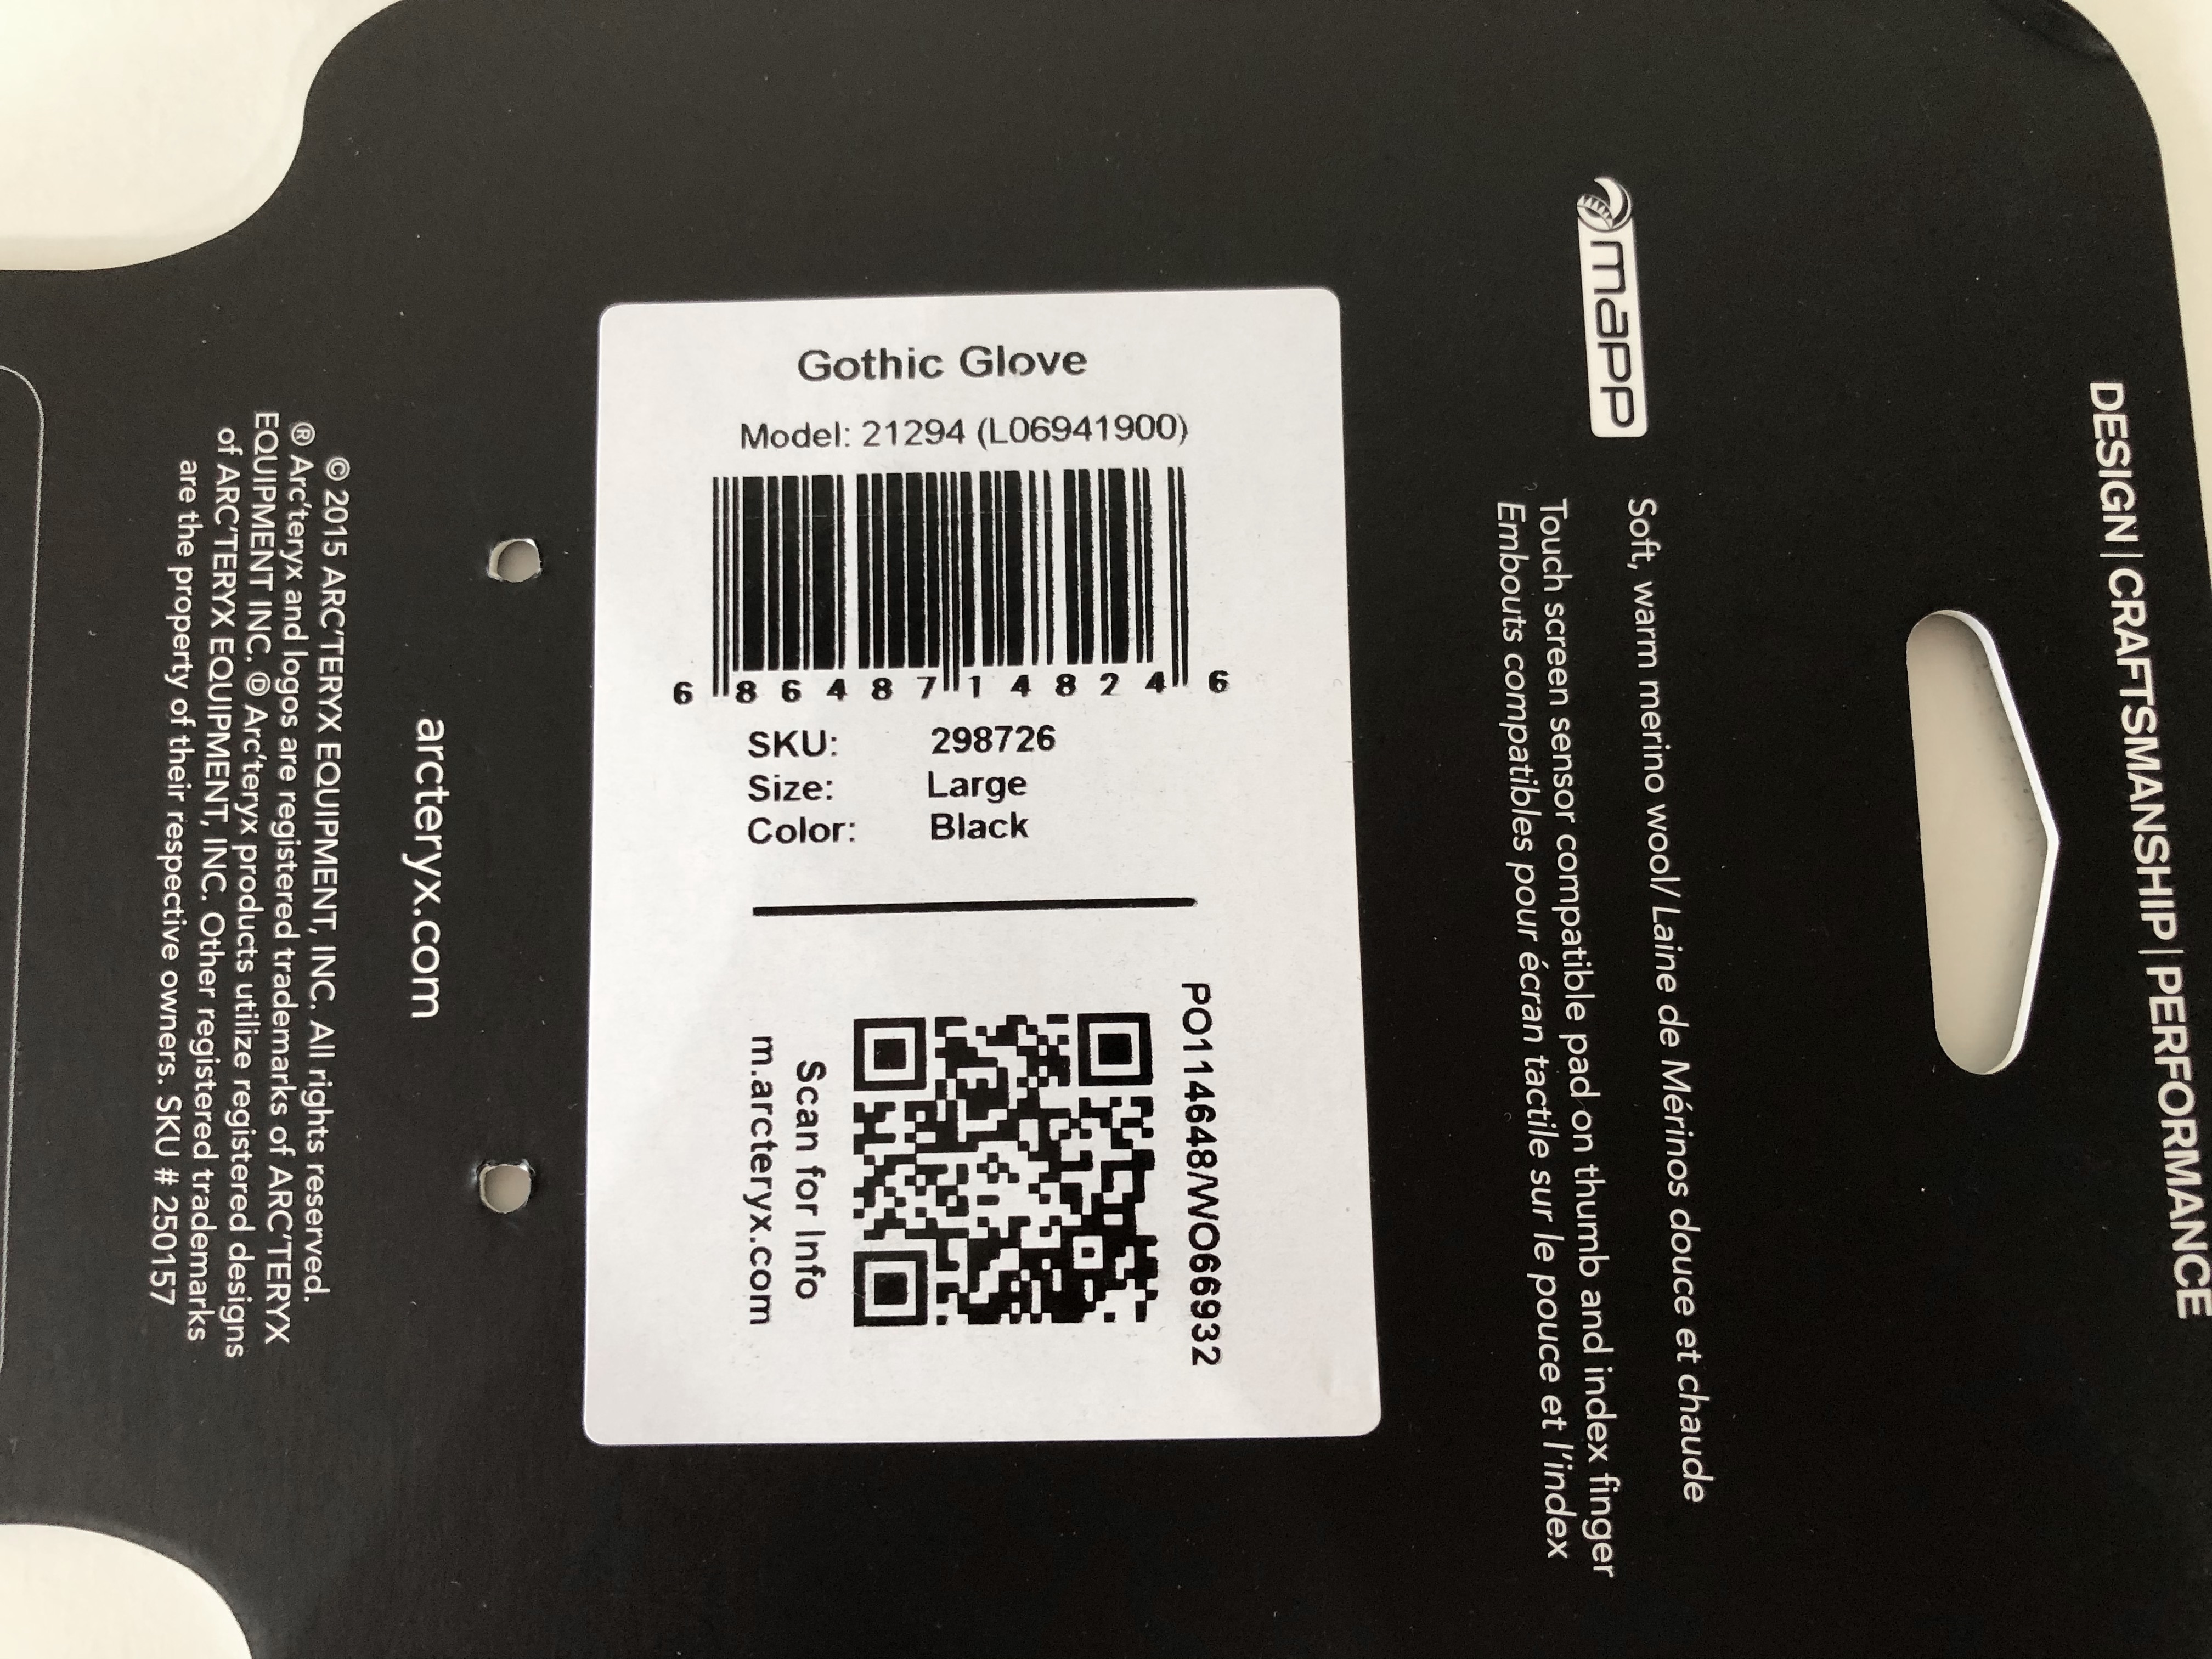 DESIGN|CRAFTSMANSHIP|PERFORMANCE
mapp
Soft, warm merino wool/ Laine de Mérinos douce et chaude
Touch screen sensor compatible pad on thumb and index finger
Embouts compatibles pour écran tactile sur le pouce et l'index
Gothic Glove
Model: 21294 (L06941900)
6 86487 14824 6
SKU: 298726
Size: Large
Color: Black
PO114648/WO66932
Scan for Info
m.arcteryx.com
arcteryx.com
© 2015 ARC'TERYX EQUIPMENT, INC. All rights reserved.
® Arc'teryx and logos are registered trademarks of ARC'TERYX
EQUIPMENT INC. Ⓓ Arc'teryx products utilize registered designs
of ARC'TERYX EQUIPMENT, INC. Other registered trademarks
are the property of their respective owners. SKU # 250157